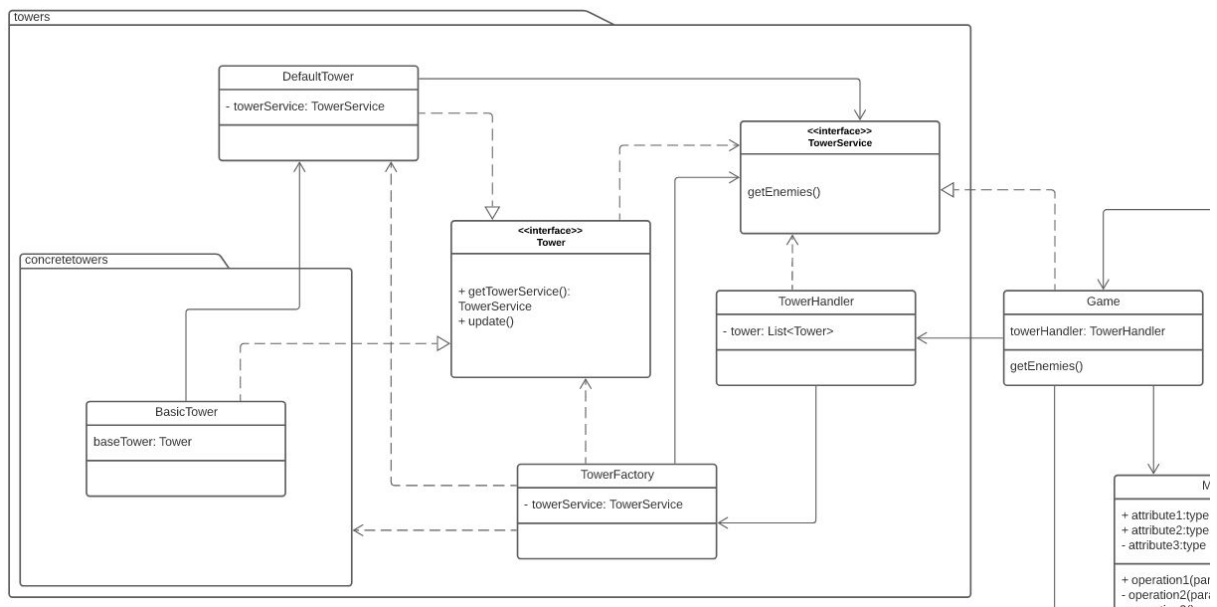 towers
DefaultTower
- towerService: TowerService
<<interface>>
TowerService
getEnemies()
<<interface>>
Tower
+ getTowerService():
TowerService
+ update()
concretetowers
TowerHandler
- tower: List<Tower>
Game
towerHandler: TowerHandler
getEnemies()
BasicTower
baseTower: Tower
TowerFactory
- towerService: TowerService
M
+ attribute1:type
+ attribute2:type
- attribute3:type
+ operation1(par
- operation2(para